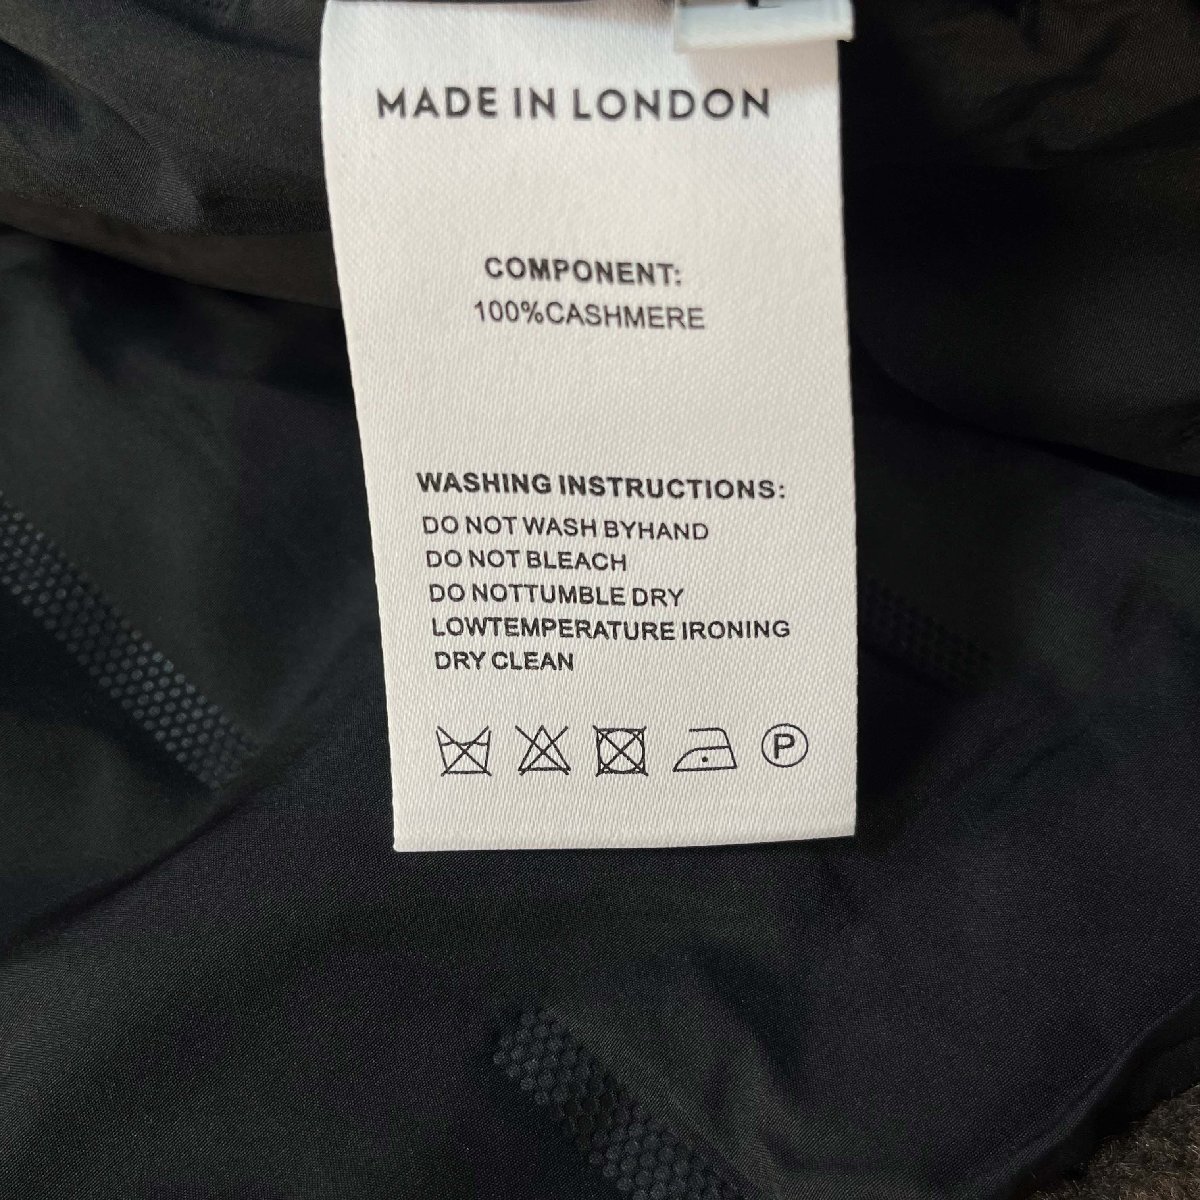 MADE IN LONDON
COMPONENT:
100%CASHMERE
WASHING INSTRUCTIONS:
DO NOT WASH BYHAND
DO NOT BLEACH
DO NOTTUMBLE DRY
LOWTEMPERATURE IRONING
DRY CLEAN
P